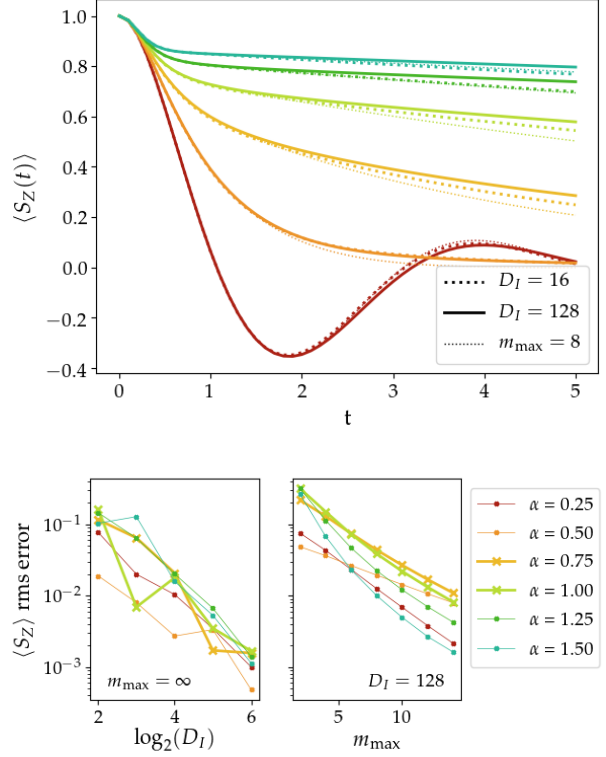 1.0
0.8
0.6
0.4
0.2
0.0
−0.2
−0.4
⟨S_Z(t)⟩
D_I = 16
D_I = 128
m_max = 8
0 1 2 3 4 5
t
10^{−1}
10^{−2}
10^{−3}
⟨S_Z⟩ rms error
m_max = ∞
2 4 6
log_2(D_I)
D_I = 128
5 10
m_max
α = 0.25
α = 0.50
α = 0.75
α = 1.00
α = 1.25
α = 1.50